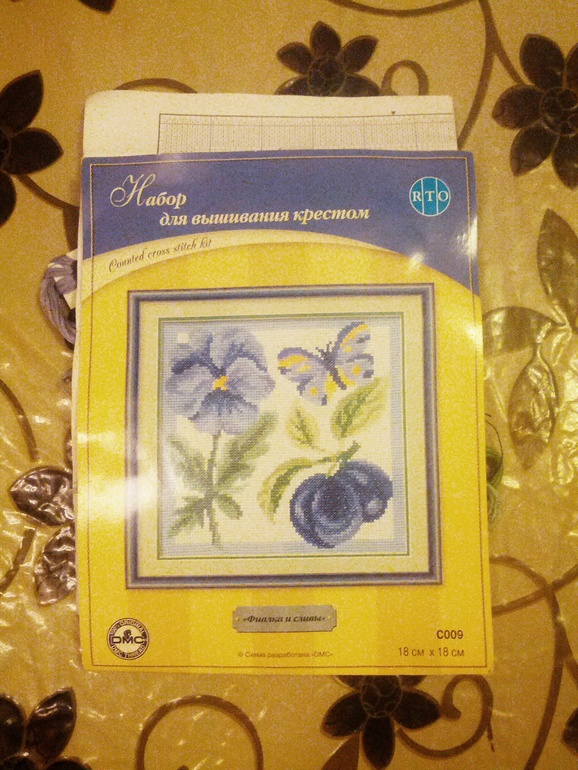 Набор
для вышивания крестом
RTO
Counted cross stitch kit
«Фиалка и сливы»
C009
DMC
© Схема разработана «DMC»
18 см x 18 см